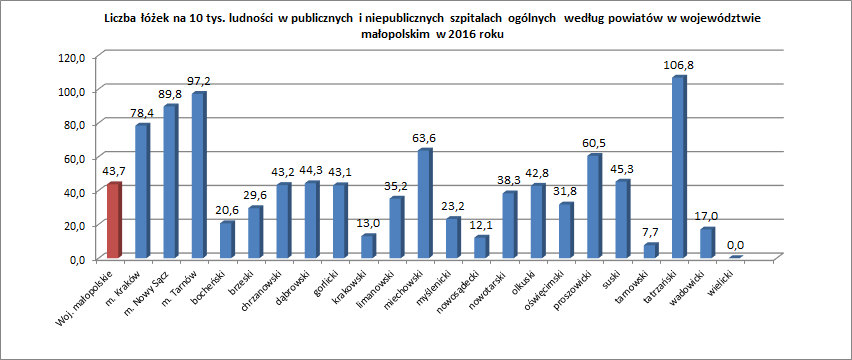 Liczba łóżek na 10 tys. ludności w publicznych i niepublicznych szpitalach ogólnych według powiatów w województwie
małopolskim w 2016 roku
120,0
100,0
80,0
60,0
40,0
20,0
0,0
43,7
78,4
89,8
97,2
20,6
29,6
43,2
44,3
43,1
13,0
35,2
63,6
23,2
12,1
38,3
42,8
31,8
60,5
45,3
7,7
106,8
17,0
0,0
Woj. małopolskie
m. Kraków
m. Nowy Sącz
m. Tarnów
bocheński
brzeski
chrzanowski
dąbrowski
gorlicki
krakowski
limanowski
miechowski
myślenicki
nowosądecki
nowotarski
olkuski
oświęcimski
proszowicki
suski
tarnowski
tatrzański
wadowicki
wielicki